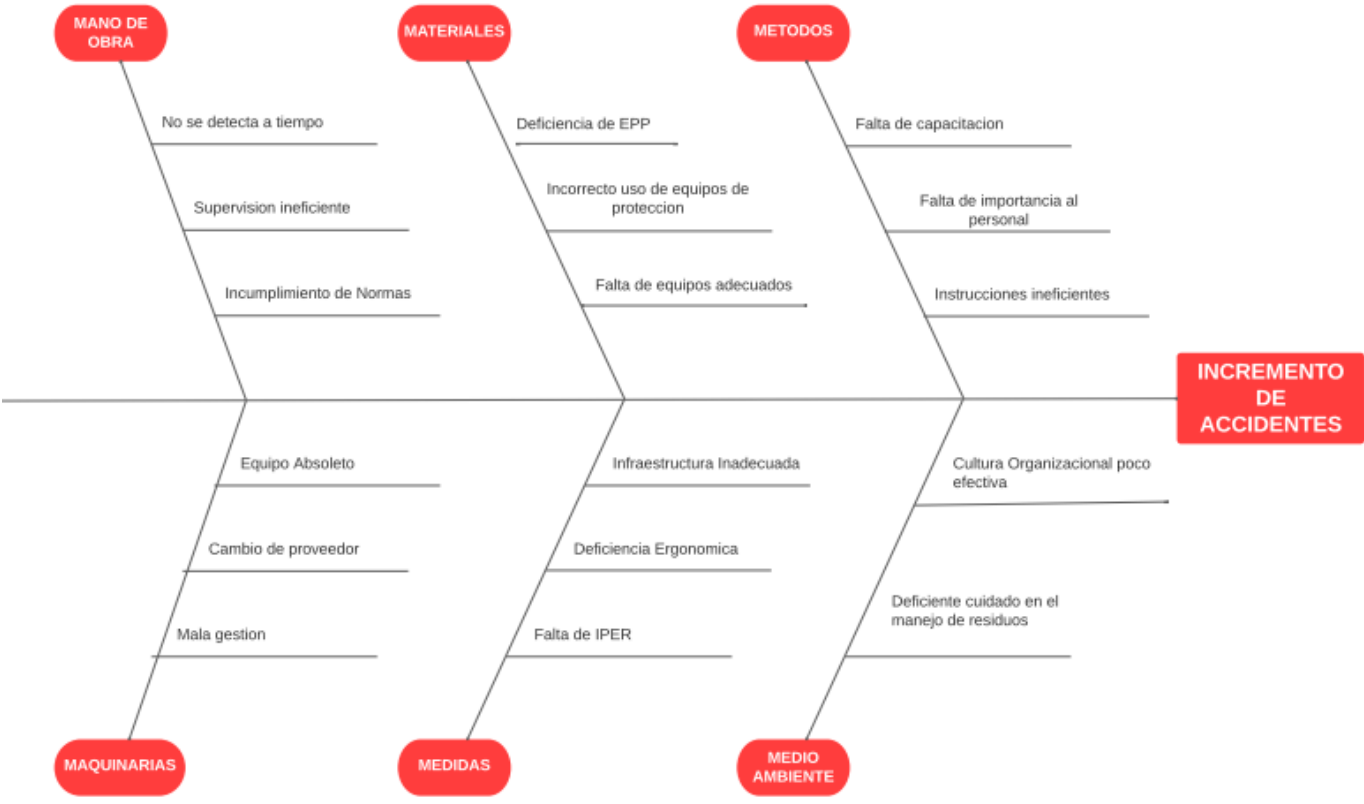 MANO DE
OBRA
MATERIALES
METODOS
No se detecta a tiempo
Deficiencia de EPP
Falta de capacitacion
Incorrecto uso de equipos de
proteccion
Falta de importancia al
personal
Supervision ineficiente
Falta de equipos adecuados
Incumplimiento de Normas
Instrucciones ineficientes
INCREMENTO
DE
ACCIDENTES
Equipo Absoleto
Infraestructura Inadecuada
Cultura Organizacional poco
efectiva
Cambio de proveedor
Deficiencia Ergonomica
Deficiente cuidado en el
manejo de residuos
Mala gestion
Falta de IPER
MAQUINARIAS
MEDIDAS
MEDIO
AMBIENTE